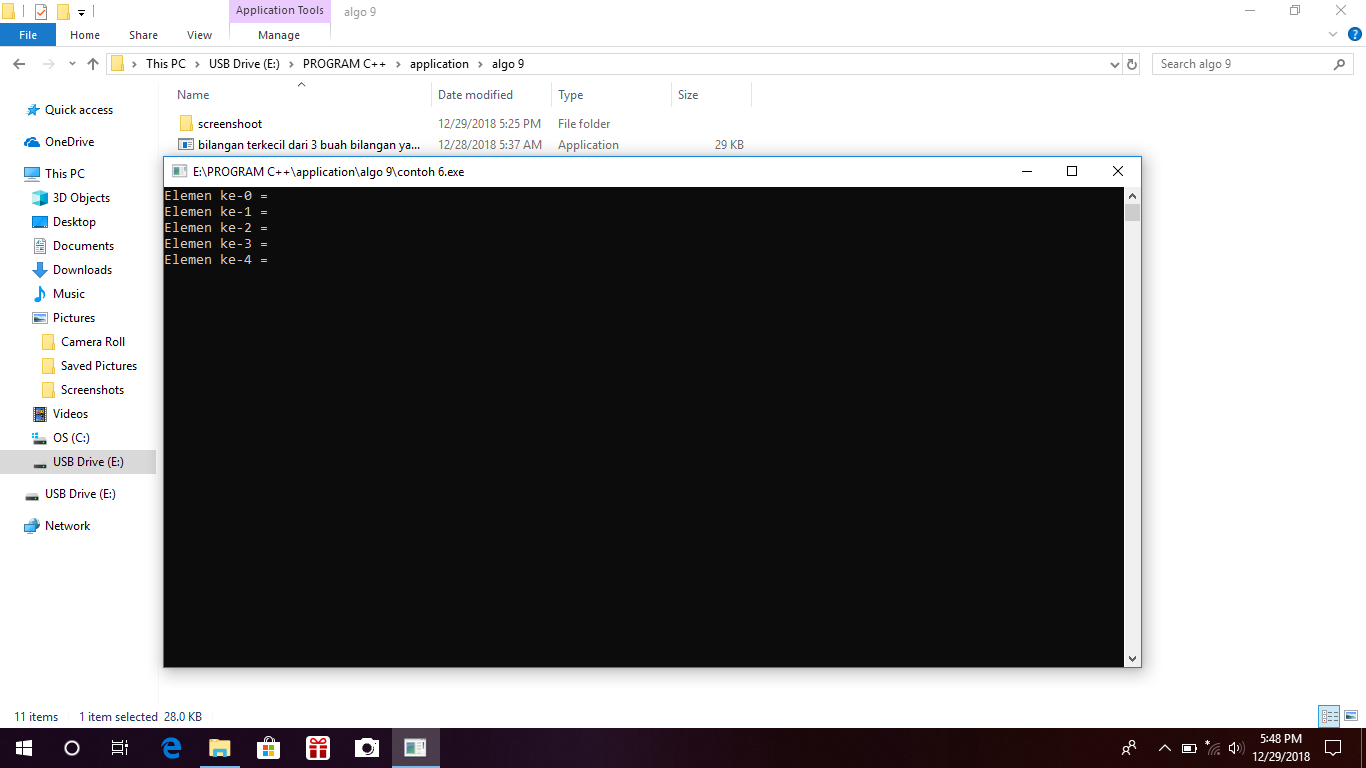 Application Tools
algo 9
File
Home
Share
View
Manage
This PC > USB Drive (E:) > PROGRAM C++ > application > algo 9
Search algo 9
Name
Date modified
Type
Size
screenshoot
12/29/2018 5:25 PM
File folder
bilangan terkecil dari 3 buah bilangan ya...
12/28/2018 5:37 AM
Application
29 KB
Quick access
OneDrive
This PC
3D Objects
Desktop
Documents
Downloads
Music
Pictures
Camera Roll
Saved Pictures
Screenshots
Videos
OS (C:)
USB Drive (E:)
USB Drive (E:)
Network
E:\PROGRAM C++\application\algo 9\contoh 6.exe
Elemen ke-0 =
Elemen ke-1 =
Elemen ke-2 =
Elemen ke-3 =
Elemen ke-4 =
11 items
1 item selected 28.0 KB
5:48 PM
12/29/2018